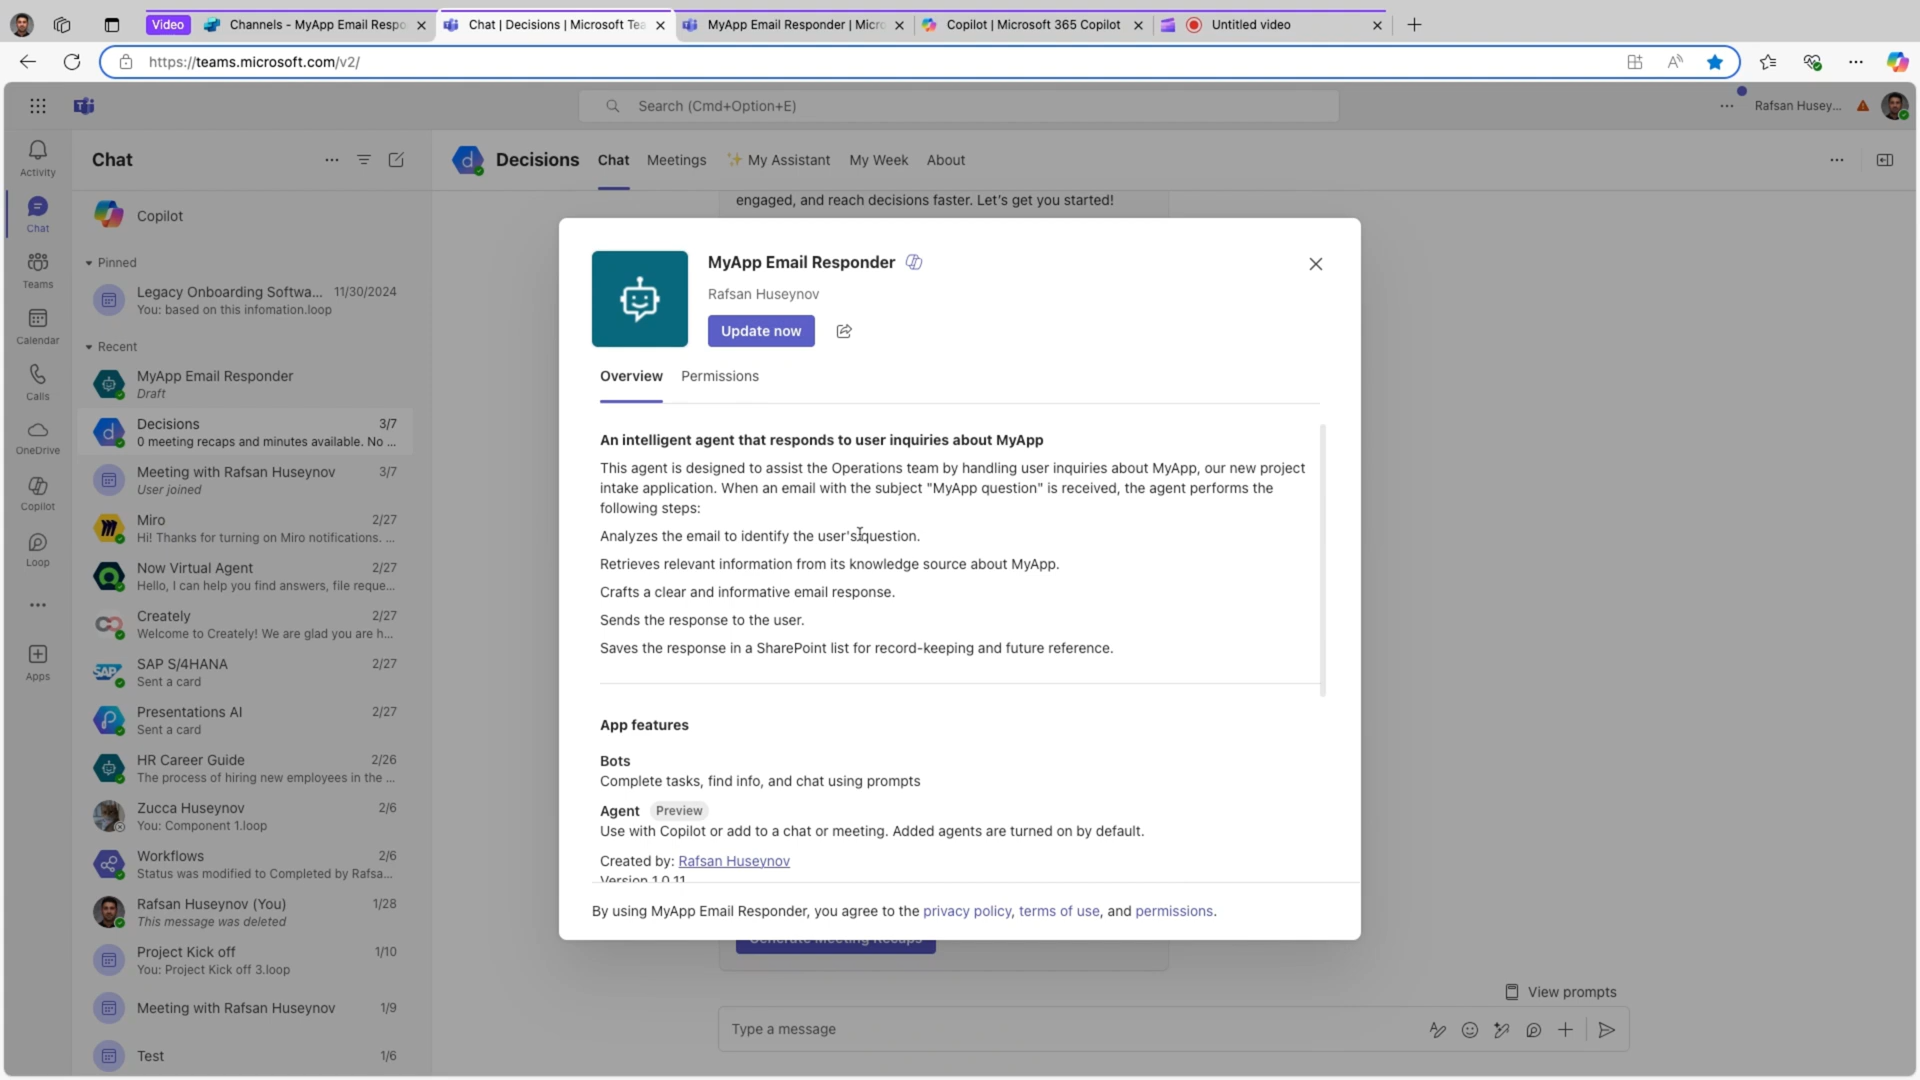 Video
Channels - MyApp Email Respo
Chat | Decisions | Microsoft Tea
MyApp Email Responder | Micro
Copilot | Microsoft 365 Copilot
Untitled video
https://teams.microsoft.com/v2/
Search (Cmd+Option+E)
Rafsan Husey...
Activity
Chat
Teams
Calendar
Calls
OneDrive
Copilot
Loop
Apps
Chat
Copilot
Pinned
Legacy Onboarding Softwa... 11/30/2024
You: based on this infomation.loop
Recent
MyApp Email Responder
Draft
Decisions 3/7
0 meeting recaps and minutes available. No ...
Meeting with Rafsan Huseynov 3/7
User joined
Miro 2/27
Hi! Thanks for turning on Miro notifications. ...
Now Virtual Agent 2/27
Hello, I can help you find answers, file reque...
Creately 2/27
Welcome to Creately! We are glad you are h...
SAP S/4HANA 2/27
Sent a card
Presentations AI 2/27
Sent a card
HR Career Guide 2/26
The process of hiring new employees in the ...
Zucca Huseynov 2/6
You: Component 1.loop
Workflows 2/6
Status was modified to Completed by Rafsa...
Rafsan Huseynov (You) 1/28
This message was deleted
Project Kick off 1/10
You: Project Kick off 3.loop
Meeting with Rafsan Huseynov 1/9
Test 1/6
Decisions Chat Meetings My Assistant My Week About
engaged, and reach decisions faster. Let's get you started!
MyApp Email Responder
Rafsan Huseynov
Update now
Overview Permissions
An intelligent agent that responds to user inquiries about MyApp
This agent is designed to assist the Operations team by handling user inquiries about MyApp, our new project
intake application. When an email with the subject "MyApp question" is received, the agent performs the
following steps:
Analyzes the email to identify the user's question.
Retrieves relevant information from its knowledge source about MyApp.
Crafts a clear and informative email response.
Sends the response to the user.
Saves the response in a SharePoint list for record-keeping and future reference.
App features
Bots
Complete tasks, find info, and chat using prompts
Agent Preview
Use with Copilot or add to a chat or meeting. Added agents are turned on by default.
Created by: Rafsan Huseynov
Version 1.0.11
By using MyApp Email Responder, you agree to the privacy policy, terms of use, and permissions.
Generate Meeting Recaps
View prompts
Type a message